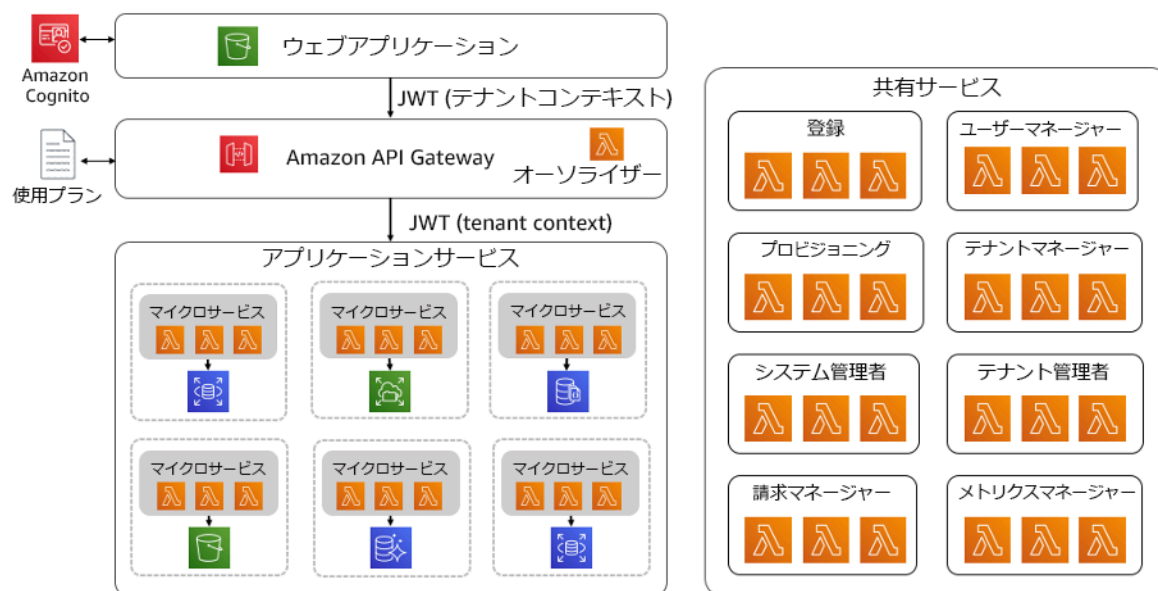 ウェブアプリケーション
Amazon
Cognito
JWT (テナントコンテキスト)
Amazon API Gateway
オーソライザー
使用プラン
JWT (tenant context)
アプリケーションサービス
マイクロサービス
マイクロサービス
マイクロサービス
マイクロサービス
マイクロサービス
マイクロサービス
共有サービス
登録
ユーザーマネージャー
プロビジョニング
テナントマネージャー
システム管理者
テナント管理者
請求マネージャー
メトリクスマネージャー